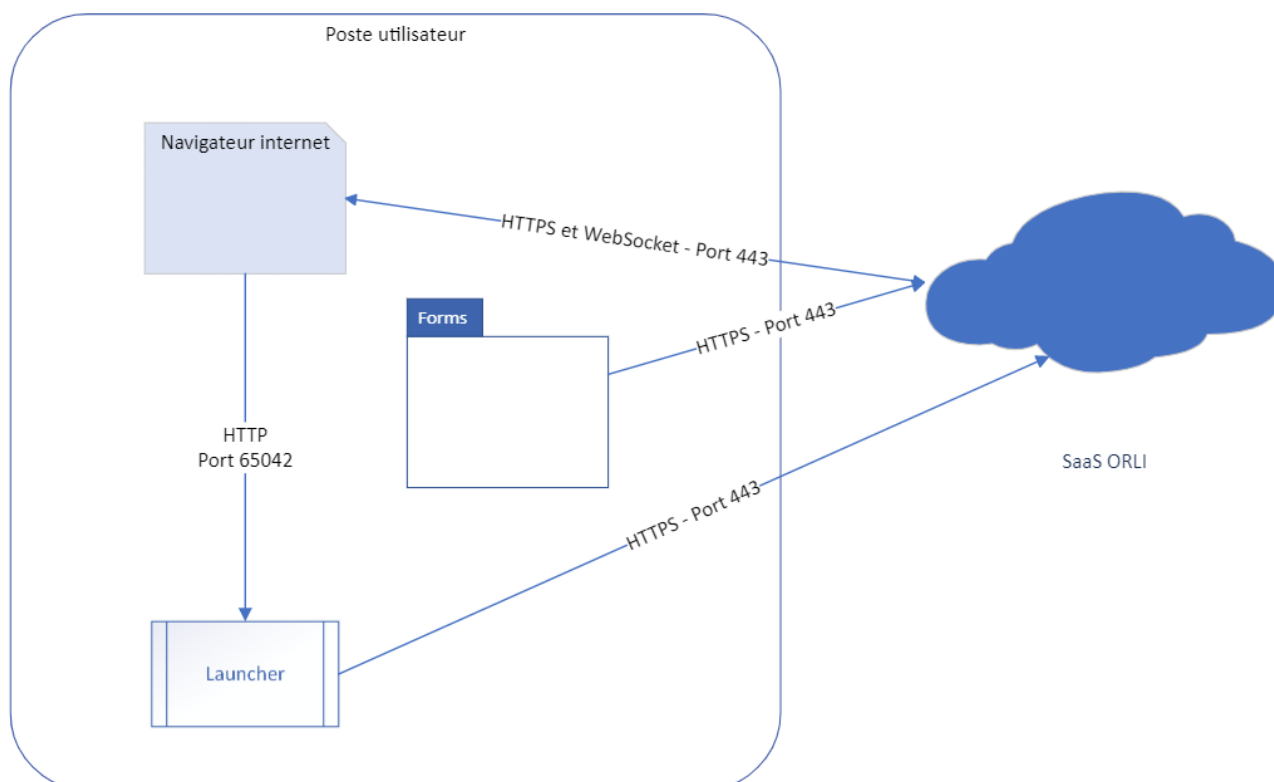 Poste utilisateur
Navigateur internet
HTTPS et WebSocket - Port 443
Forms
HTTPS - Port 443
HTTP
Port 65042
SaaS ORLI
HTTPS - Port 443
Launcher